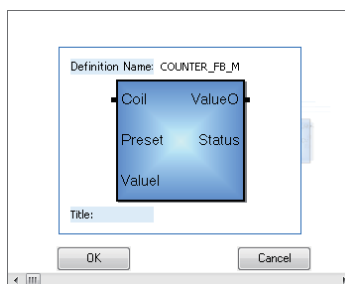 Definition Name: COUNTER_FB_M
Coil ValueO
Preset Status
ValueI
Title:
OK Cancel